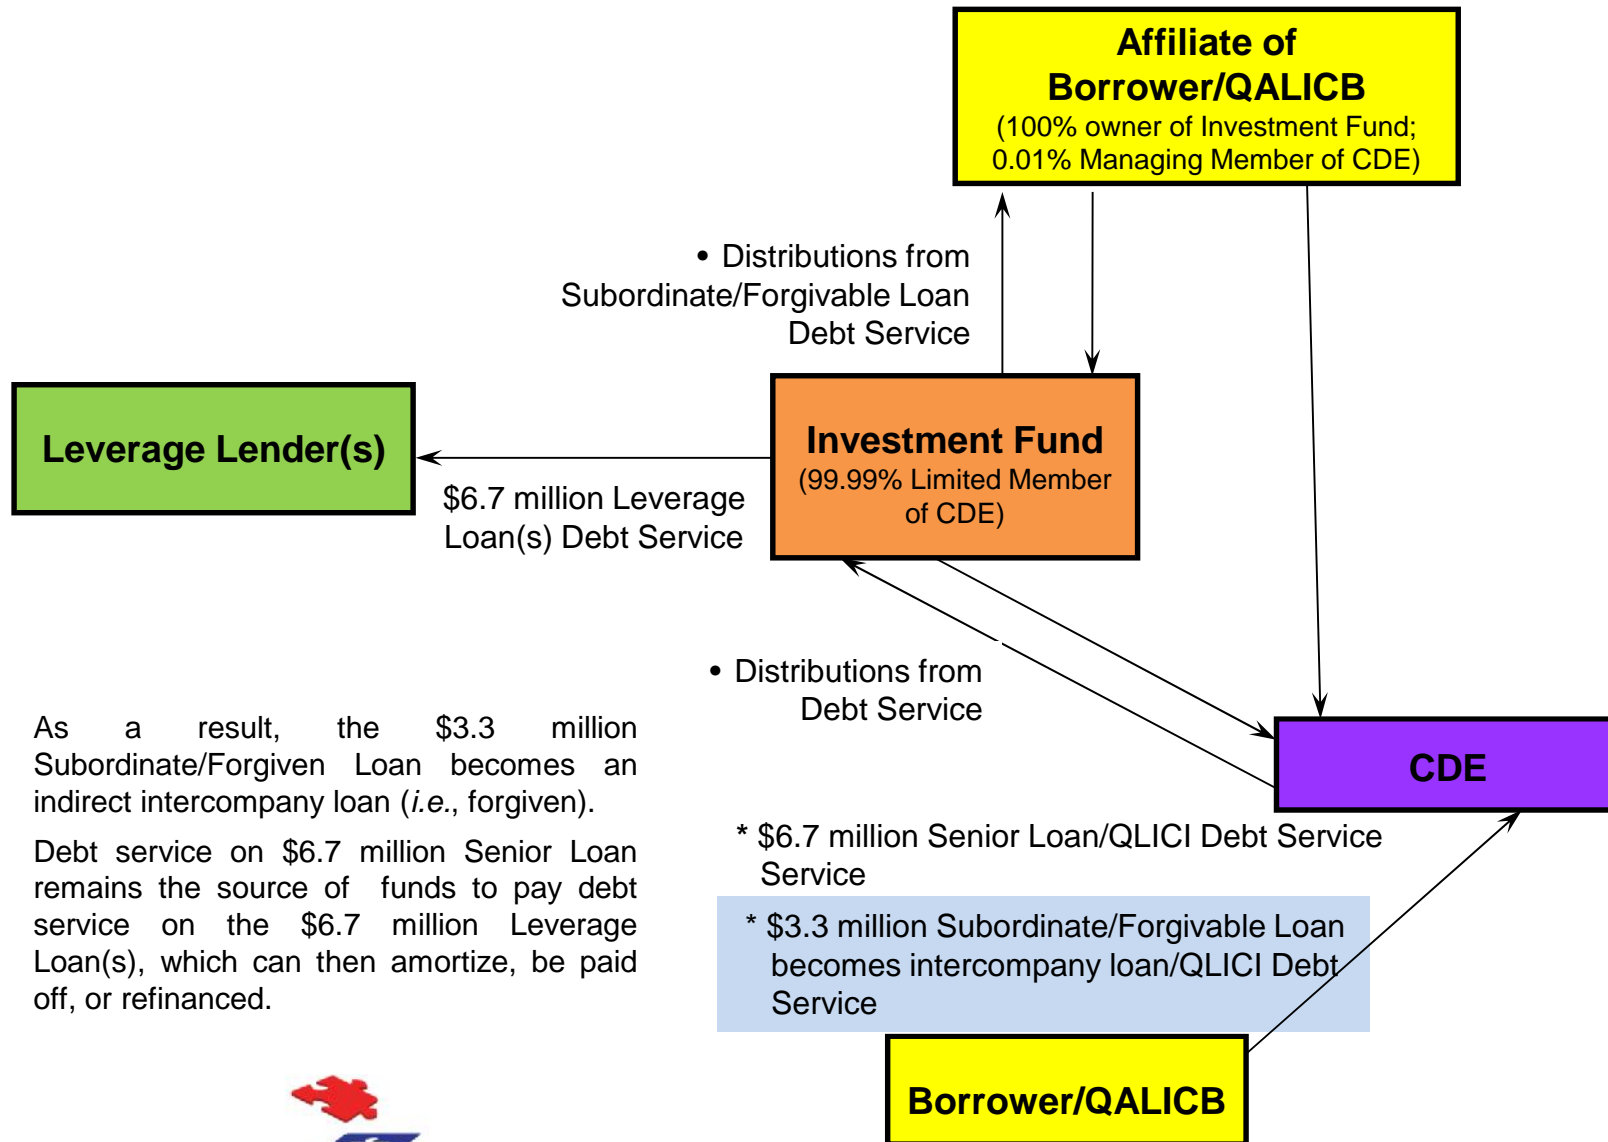 Affiliate of
Borrower/QALICB
(100% owner of Investment Fund;
0.01% Managing Member of CDE)
• Distributions from
Subordinate/Forgivable Loan
Debt Service
Leverage Lender(s)
Investment Fund
(99.99% Limited Member
of CDE)
$6.7 million Leverage
Loan(s) Debt Service
• Distributions from
Debt Service
As a result, the $3.3 million
Subordinate/Forgiven Loan becomes an
indirect intercompany loan (i.e., forgiven).
Debt service on $6.7 million Senior Loan
remains the source of funds to pay debt
service on the $6.7 million Leverage
Loan(s), which can then amortize, be paid
off, or refinanced.
CDE
* $6.7 million Senior Loan/QLICI Debt Service
Service
* $3.3 million Subordinate/Forgivable Loan
becomes intercompany loan/QLICI Debt
Service
Borrower/QALICB